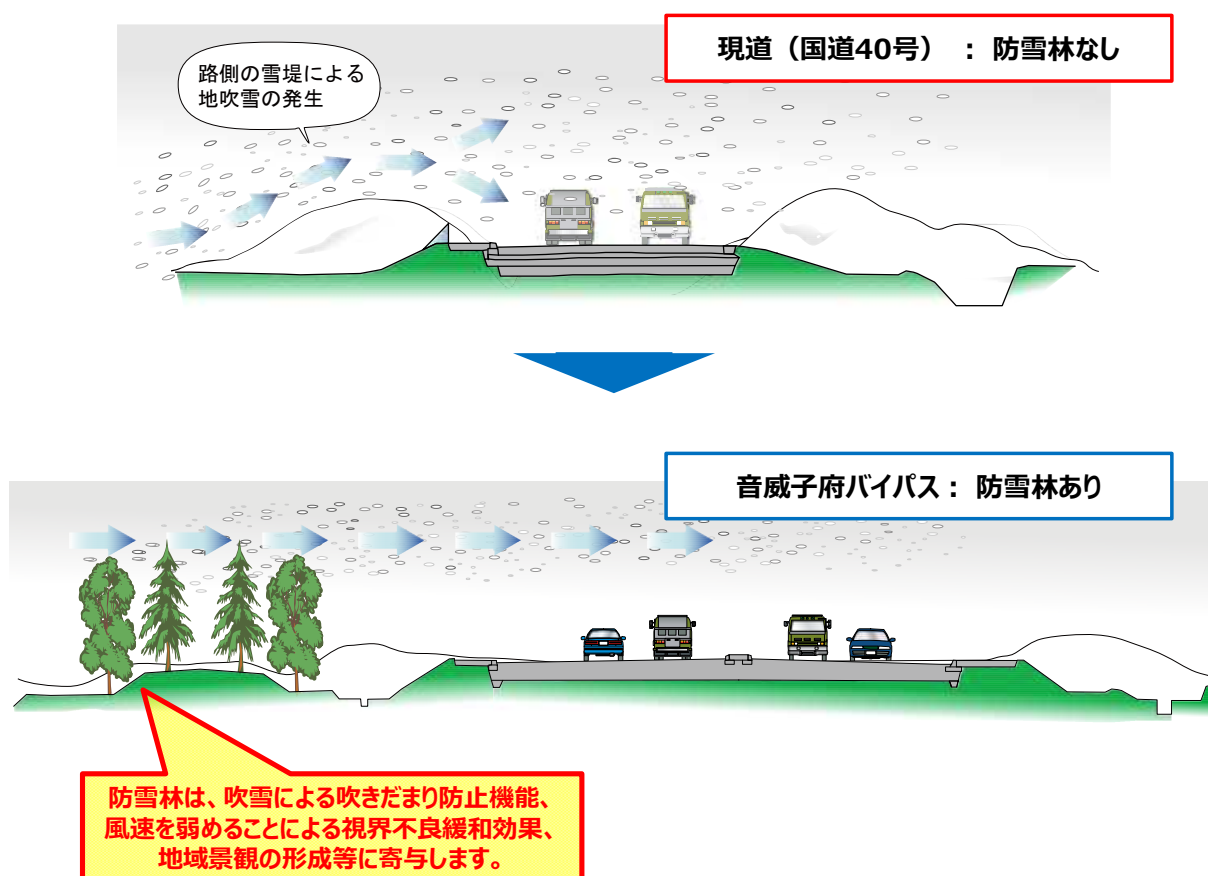 現道（国道40号） ： 防雪林なし
路側の雪堤による
地吹雪の発生
音威子府バイパス： 防雪林あり
防雪林は、吹雪による吹きだまり防止機能、
風速を弱めることによる視界不良緩和効果、
地域景観の形成等に寄与します。